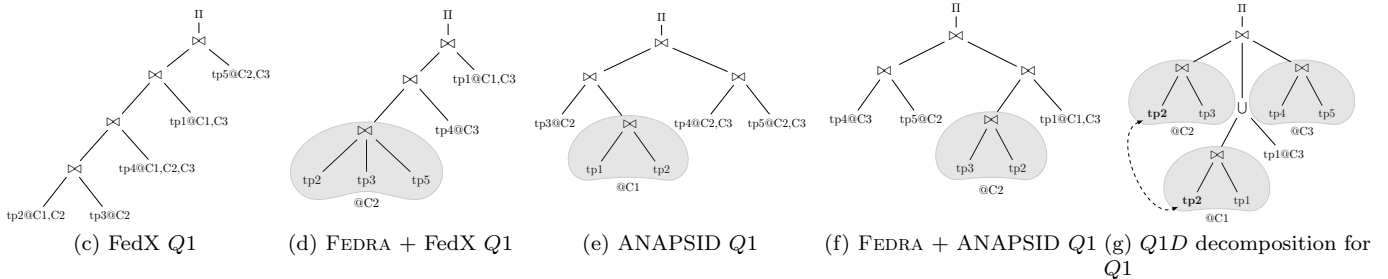 Π
⋈
tp5@C2,C3
⋈
tp1@C1,C3
⋈
tp4@C1,C2,C3
⋈
tp2@C1,C2
tp3@C2
(c) FedX Q1
Π
⋈
tp1@C1,C3
⋈
tp4@C3
⋈
tp2
tp3
tp5
@C2
(d) FEDRA + FedX Q1
Π
⋈
⋈
⋈
tp3@C2
⋈
tp4@C2,C3
tp5@C2,C3
tp1
tp2
@C1
(e) ANAPSID Q1
Π
⋈
⋈
⋈
tp4@C3
tp5@C2
⋈
tp1@C1,C3
tp3
tp2
@C2
(f) FEDRA + ANAPSID Q1
Π
⋈
⋈
⋈
tp2
tp3
@C2
∪
tp4
tp5
@C3
⋈
tp1@C3
tp2
tp1
@C1
(g) Q1D decomposition for
Q1